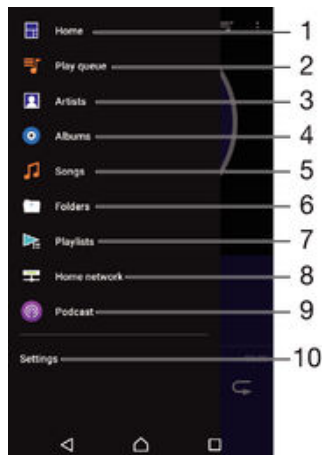 Home 1
Play queue 2
Artists 3
Albums 4
Songs 5
Folders 6
Playlists 7
Home network 8
Podcast 9
Settings 10